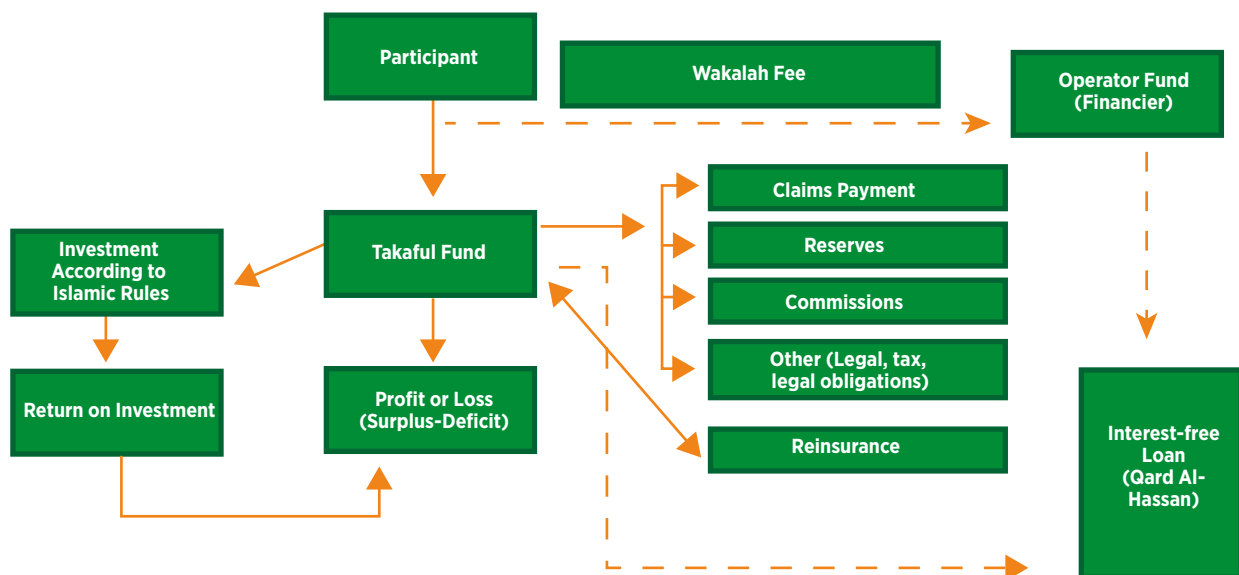 Participant
Wakalah Fee
Operator Fund
(Financier)
Claims Payment
Takaful Fund
Reserves
Investment
According to
Islamic Rules
Commissions
Other (Legal, tax,
legal obligations)
Return on Investment
Profit or Loss
(Surplus-Deficit)
Reinsurance
Interest-free
Loan
(Qard Al-
Hassan)